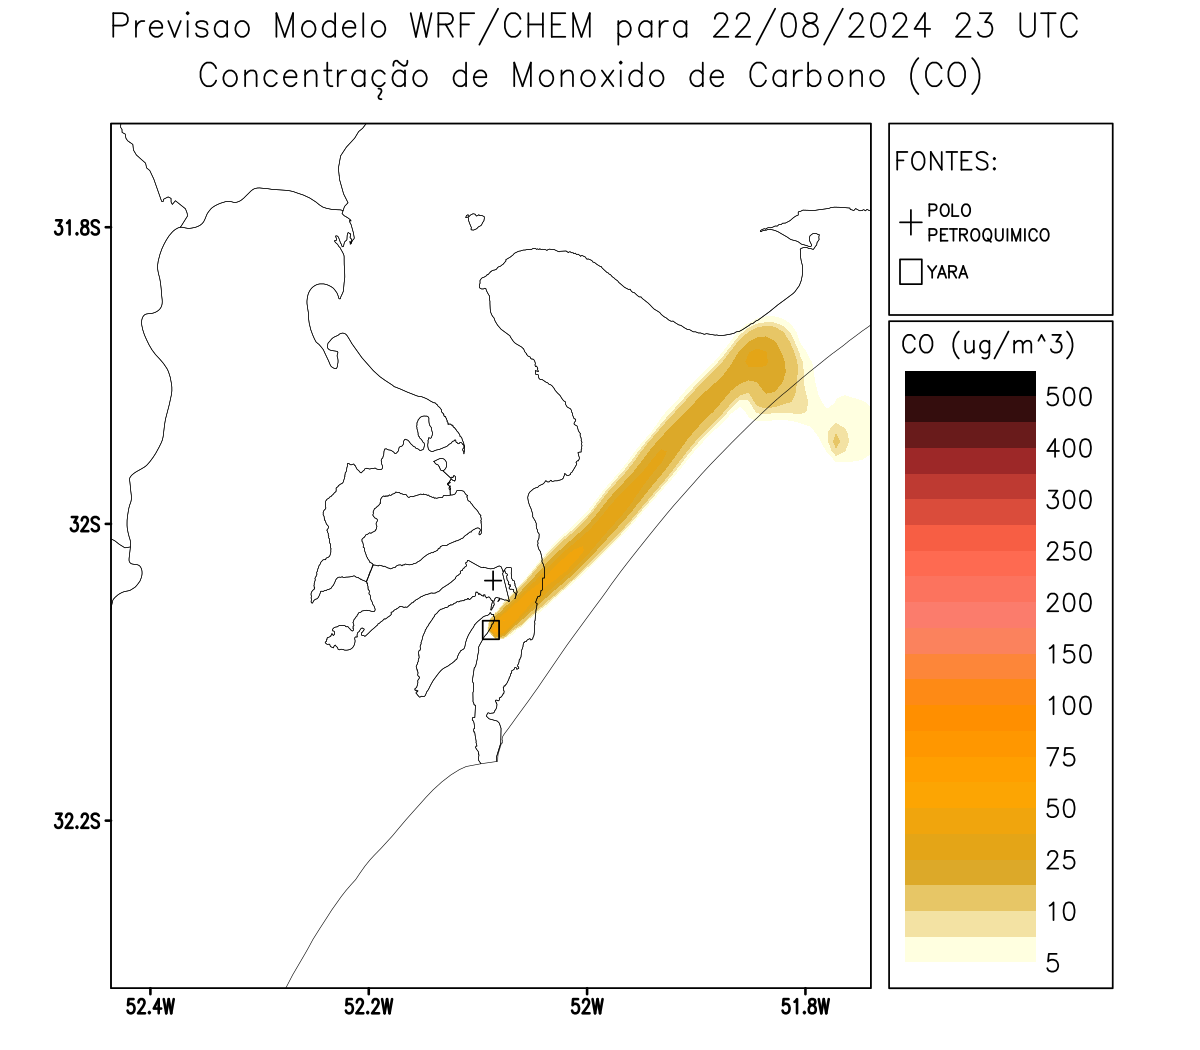 Previsao Modelo WRF/CHEM para 22/08/2024 23 UTC
Concentração de Monoxido de Carbono (CO)
FONTES:
POLO
PETROQUIMICO
YARA
CO (ug/m^3)
500
400
300
250
200
150
100
75
50
25
10
5
31.8S
32S
32.2S
52.4W
52.2W
52W
51.8W